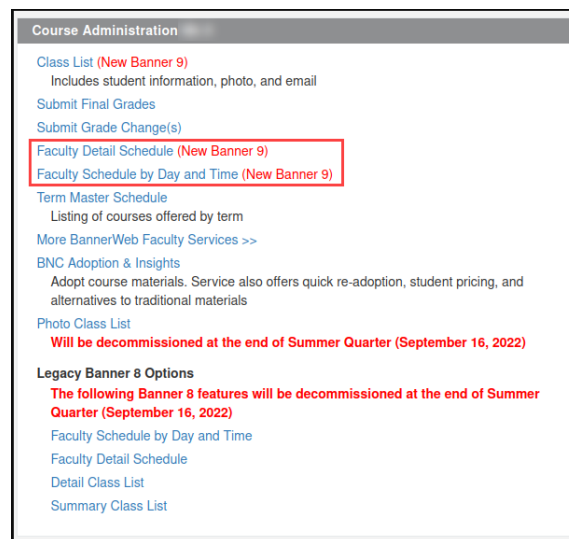 Course Administration
Class List (New Banner 9)
Includes student information, photo, and email
Submit Final Grades
Submit Grade Change(s)
Faculty Detail Schedule (New Banner 9)
Faculty Schedule by Day and Time (New Banner 9)
Term Master Schedule
Listing of courses offered by term
More BannerWeb Faculty Services >>
BNC Adoption & Insights
Adopt course materials. Service also offers quick re-adoption, student pricing, and
alternatives to traditional materials
Photo Class List
Will be decommissioned at the end of Summer Quarter (September 16, 2022)
Legacy Banner 8 Options
The following Banner 8 features will be decommissioned at the end of Summer
Quarter (September 16, 2022)
Faculty Schedule by Day and Time
Faculty Detail Schedule
Detail Class List
Summary Class List